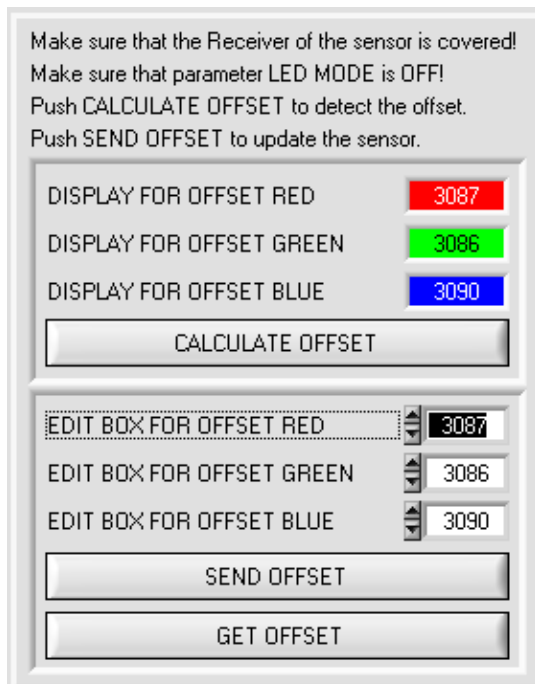 Make sure that the Receiver of the sensor is covered!
Make sure that parameter LED MODE is OFF!
Push CALCULATE OFFSET to detect the offset.
Push SEND OFFSET to update the sensor.
DISPLAY FOR OFFSET RED 3087
DISPLAY FOR OFFSET GREEN 3086
DISPLAY FOR OFFSET BLUE 3090
CALCULATE OFFSET
EDIT BOX FOR OFFSET RED 3087
EDIT BOX FOR OFFSET GREEN 3086
EDIT BOX FOR OFFSET BLUE 3090
SEND OFFSET
GET OFFSET